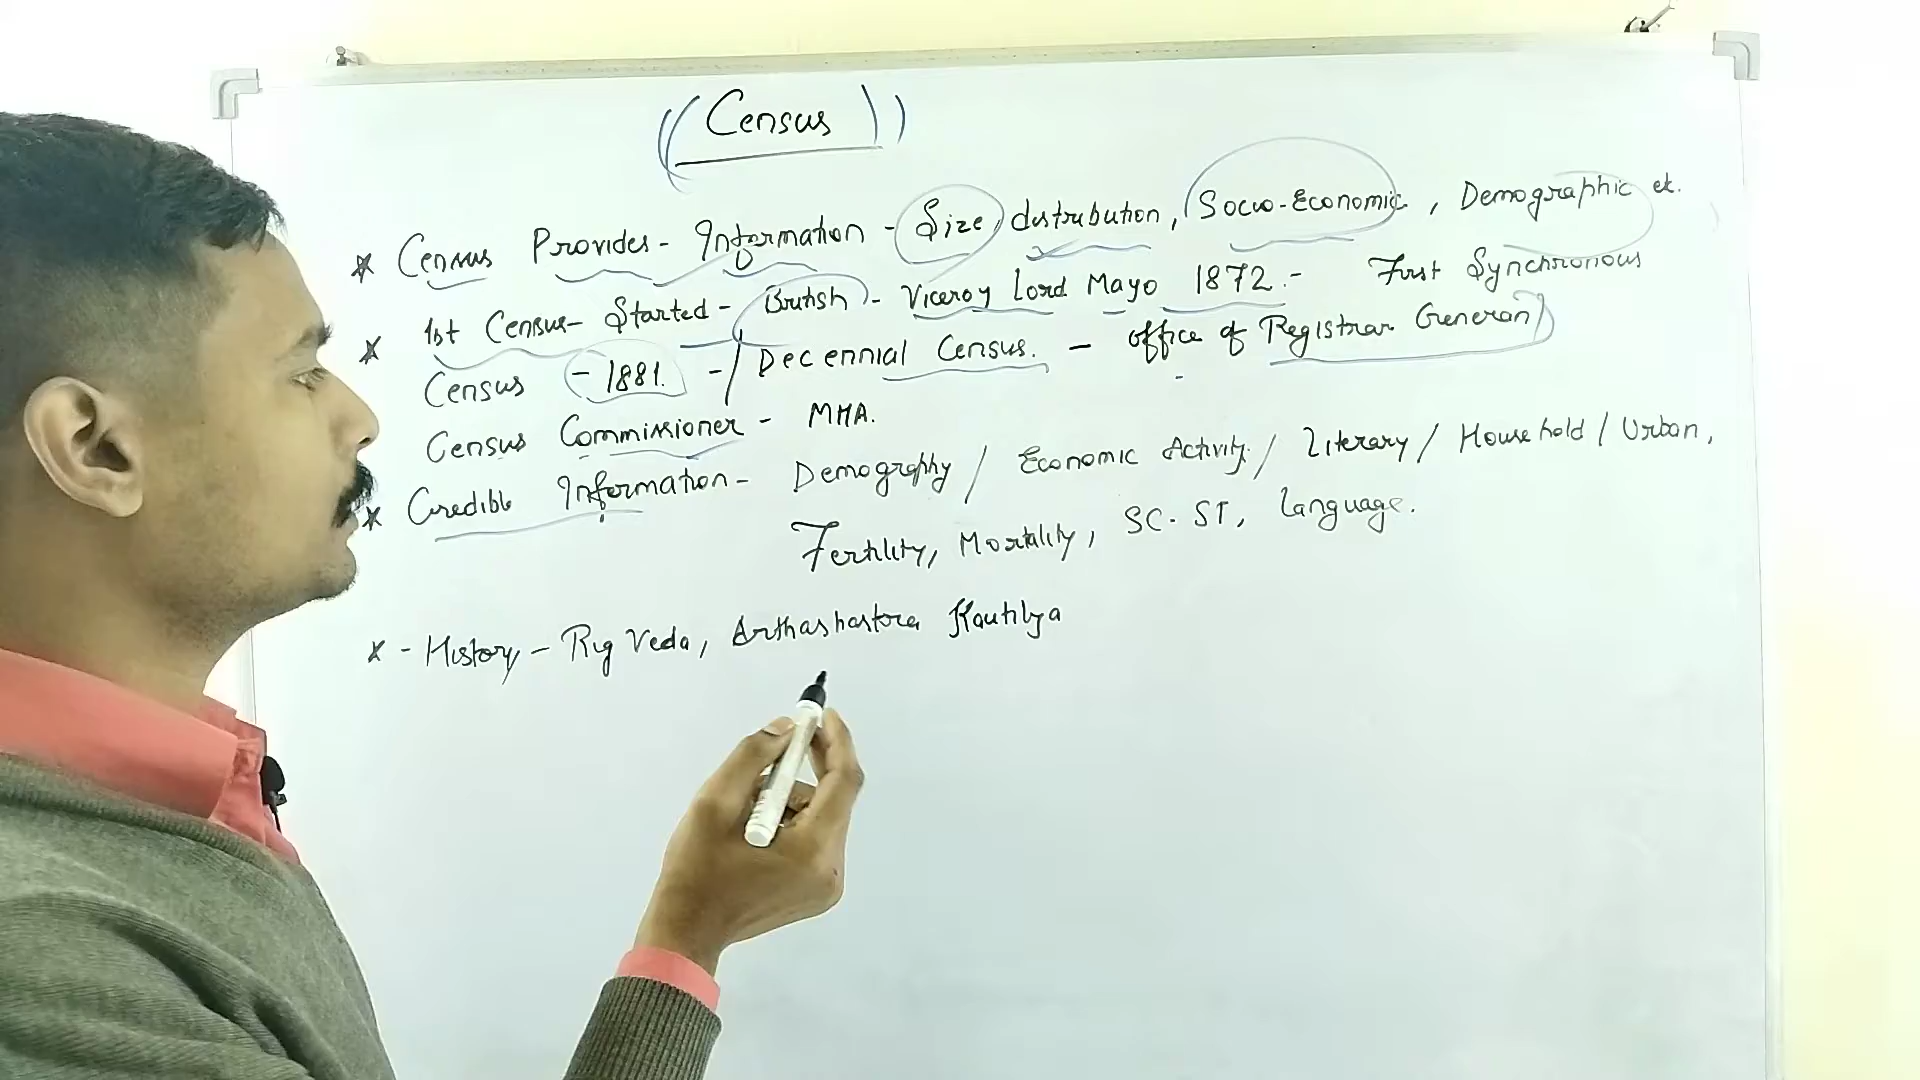 Census
* Census Provides - Information - Size, distribution, Socio-Economic, Demographic etc.
* 1st Census - Started - British - Viceroy Lord Mayo 1872. - First Synchronous
Census - 1881. - Decennial Census. - office of Registrar General
Census Commissioner - MHA.
* Credible Information - Demography / Economic Activity / Literary / Household / Urban,
Fertility, Mortality, SC-ST, Language.
* - History - Rig Veda, Arthashastra Kautilya